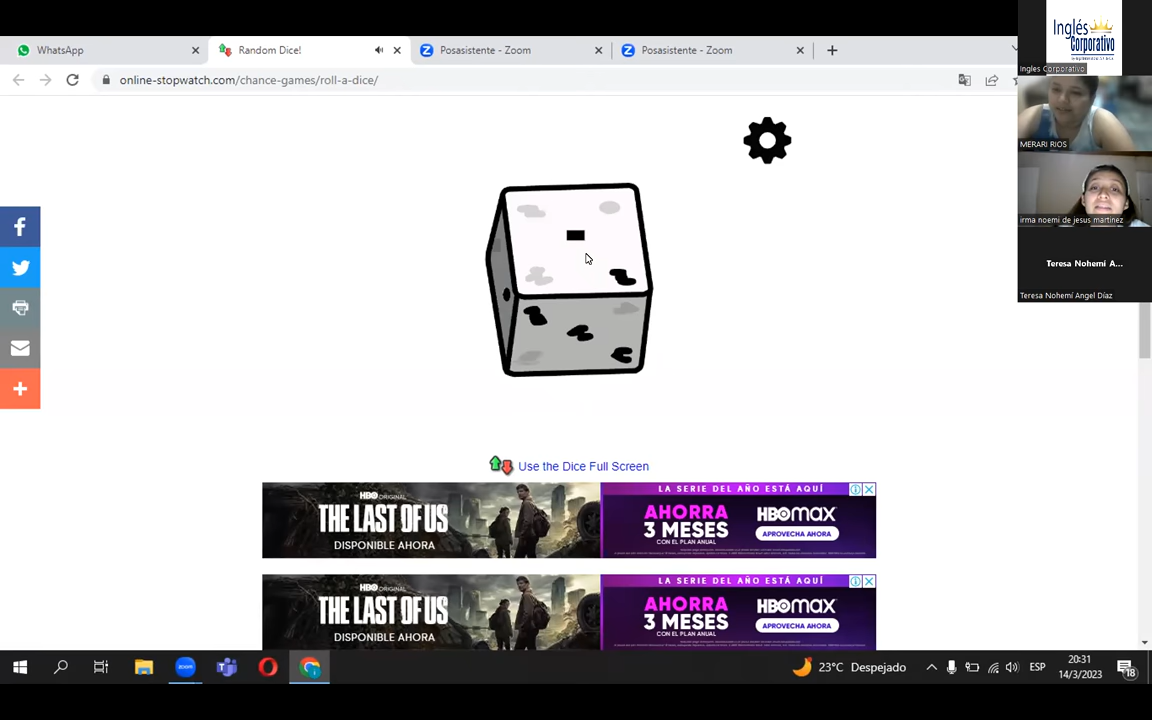 WhatsApp
Random Dice!
Posasistente - Zoom
Posasistente - Zoom
online-stopwatch.com/chance-games/roll-a-dice/
Inglés
Corporativo
Ingles Corporativo
MERARI RIOS
irma noemi de jesus martinez
Teresa Nohemí A...
Teresa Nohemí Angel Díaz
Use the Dice Full Screen
HBO ORIGINAL
THE LAST OF US
DISPONIBLE AHORA
LA SERIE DEL AÑO ESTÁ AQUÍ
AHORRA
3 MESES
CON EL PLAN ANUAL
HBOMAX
APROVECHA AHORA
HBO ORIGINAL
THE LAST OF US
DISPONIBLE AHORA
LA SERIE DEL AÑO ESTÁ AQUÍ
AHORRA
3 MESES
CON EL PLAN ANUAL
HBOMAX
APROVECHA AHORA
zoom
23°C Despejado
ESP
20:31
14/3/2023
18